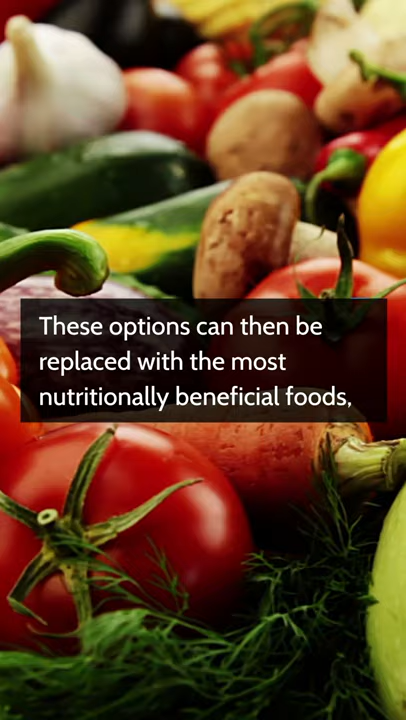 These options can then be
replaced with the most
nutritionally beneficial foods,